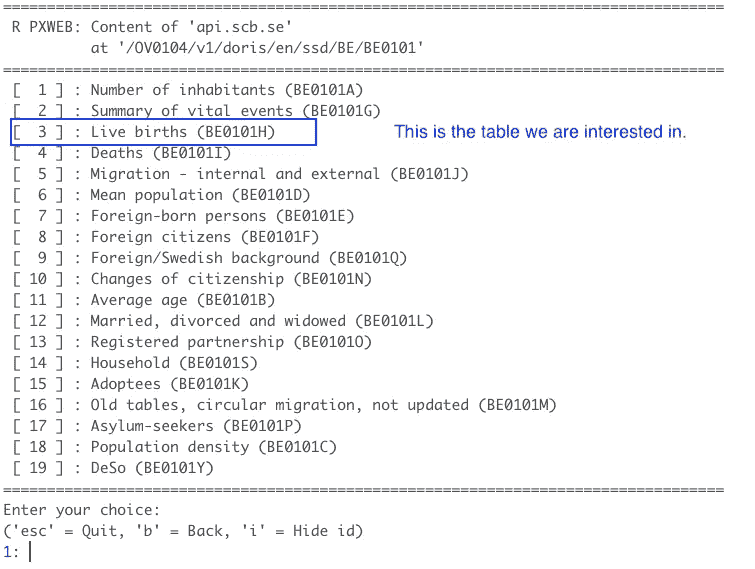 ================================================================================
R PXWEB: Content of 'api.scb.se'
at '/OV0104/v1/doris/en/ssd/BE/BE0101'
================================================================================
[ 1 ] : Number of inhabitants (BE0101A)
[ 2 ] : Summary of vital events (BE0101G)
[ 3 ] : Live births (BE0101H) This is the table we are interested in.
[ 4 ] : Deaths (BE0101I)
[ 5 ] : Migration - internal and external (BE0101J)
[ 6 ] : Mean population (BE0101D)
[ 7 ] : Foreign-born persons (BE0101E)
[ 8 ] : Foreign citizens (BE0101F)
[ 9 ] : Foreign/Swedish background (BE0101Q)
[ 10 ] : Changes of citizenship (BE0101N)
[ 11 ] : Average age (BE0101B)
[ 12 ] : Married, divorced and widowed (BE0101L)
[ 13 ] : Registered partnership (BE0101O)
[ 14 ] : Household (BE0101S)
[ 15 ] : Adoptees (BE0101K)
[ 16 ] : Old tables, circular migration, not updated (BE0101M)
[ 17 ] : Asylum-seekers (BE0101P)
[ 18 ] : Population density (BE0101C)
[ 19 ] : DeSo (BE0101Y)
================================================================================
Enter your choice:
('esc' = Quit, 'b' = Back, 'i' = Hide id)
1: